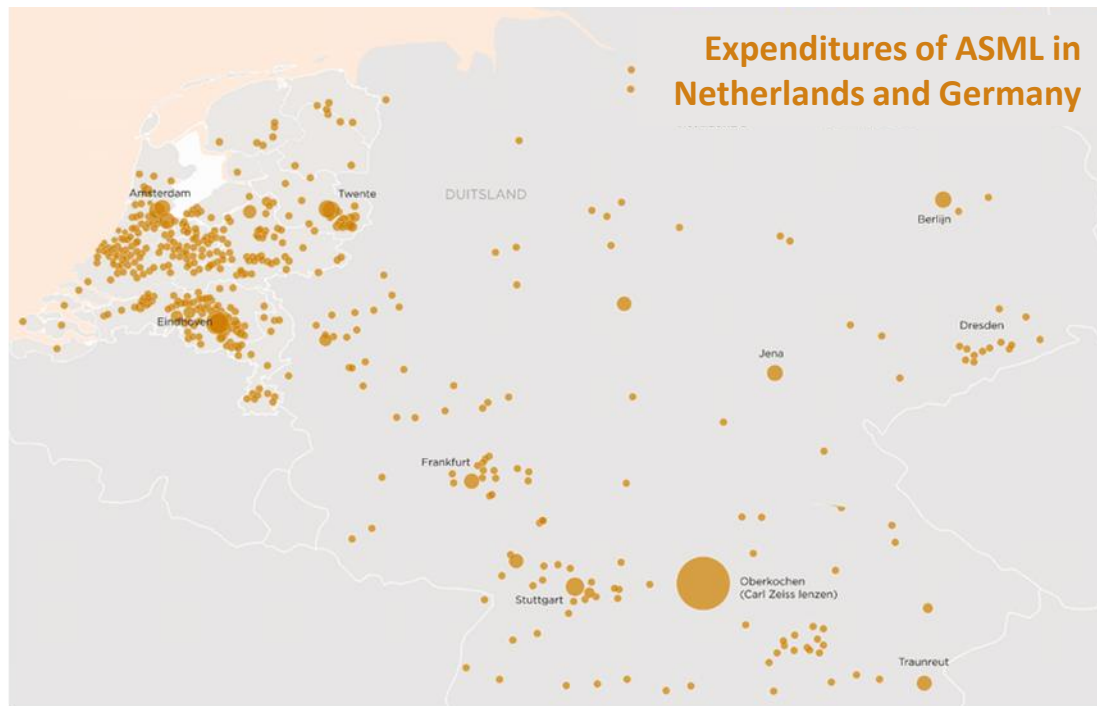 Expenditures of ASML in
Netherlands and Germany
Amsterdam
Twente
DUITSLAND
Berlijn
Eindhoven
Dresden
Jena
Frankfurt
Oberkochen
(Carl Zeiss lenzen)
Stuttgart
Traunreut